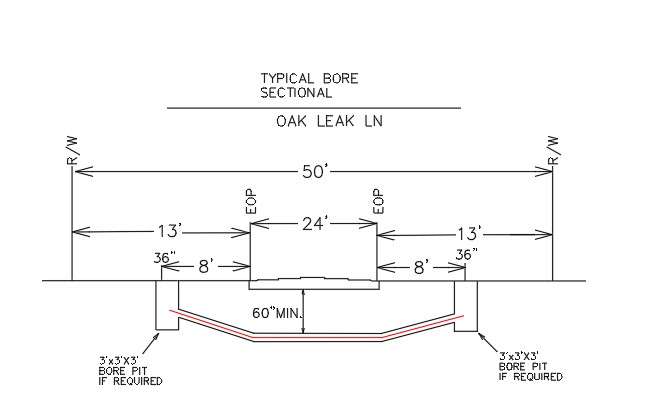 TYPICAL BORE
SECTIONAL
OAK LEAK LN
R/W
R/W
50'
EOP
EOP
24'
13'
13'
36"
8'
8'
36"
60"MIN.
3'x3'X3'
BORE PIT
IF REQUIRED
3'x3'X3'
BORE PIT
IF REQUIRED